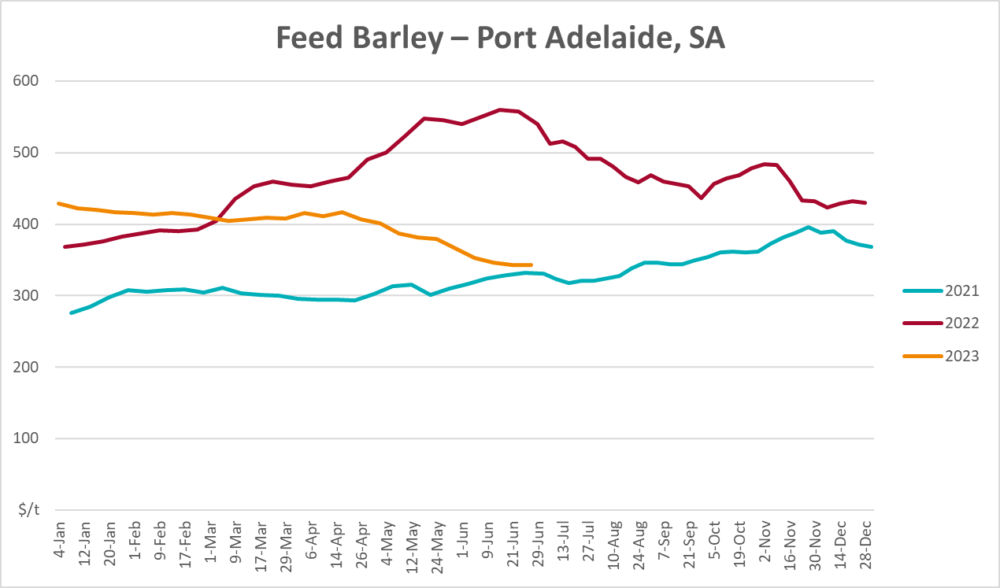 Feed Barley – Port Adelaide, SA
600
500
400
300
200
100
$/t
4-Jan
12-Jan
20-Jan
1-Feb
9-Feb
17-Feb
1-Mar
9-Mar
17-Mar
29-Mar
6-Apr
14-Apr
26-Apr
4-May
12-May
24-May
1-Jun
9-Jun
21-Jun
29-Jun
13-Jul
27-Jul
10-Aug
24-Aug
7-Sep
21-Sep
5-Oct
19-Oct
2-Nov
16-Nov
30-Nov
14-Dec
28-Dec
2021
2022
2023